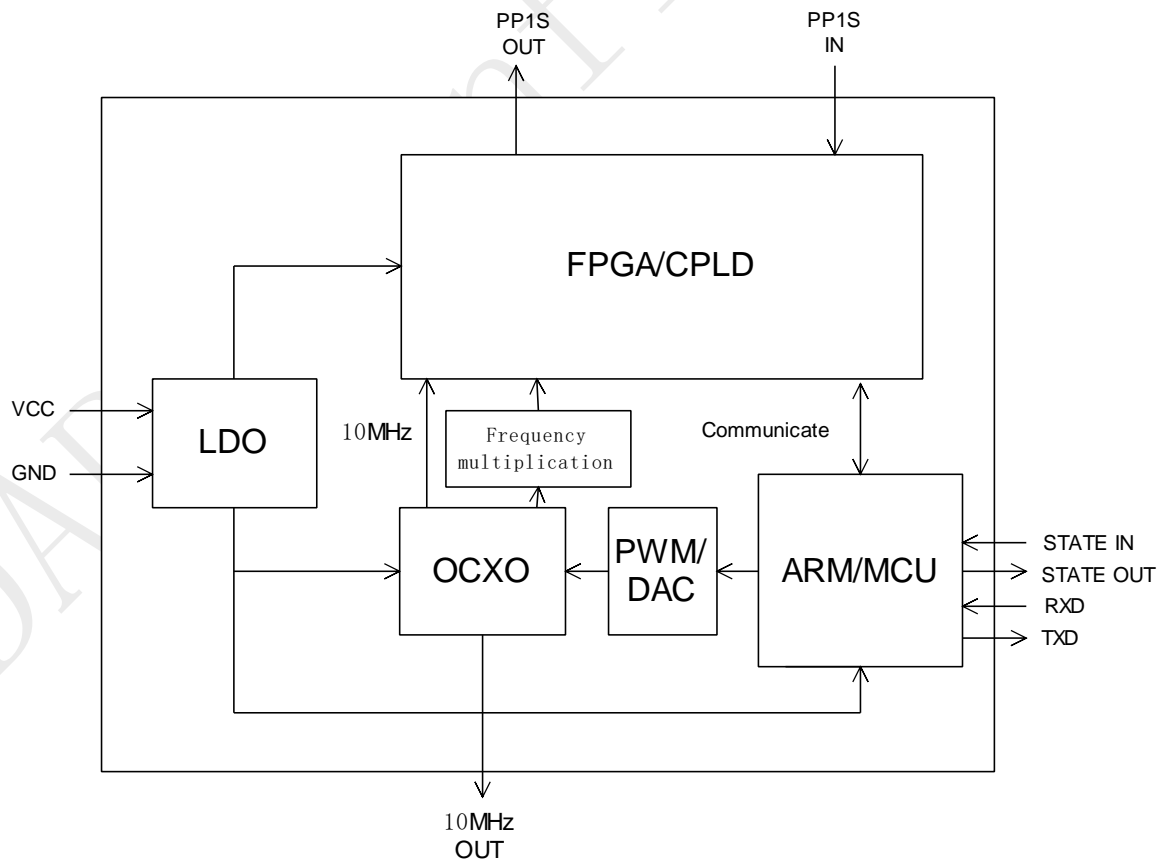 PP1S
OUT
PP1S
IN
FPGA/CPLD
VCC
GND
LDO
10MHz
Frequency
multiplication
Communicate
OCXO
PWM/
DAC
ARM/MCU
STATE IN
STATE OUT
RXD
TXD
10MHz
OUT